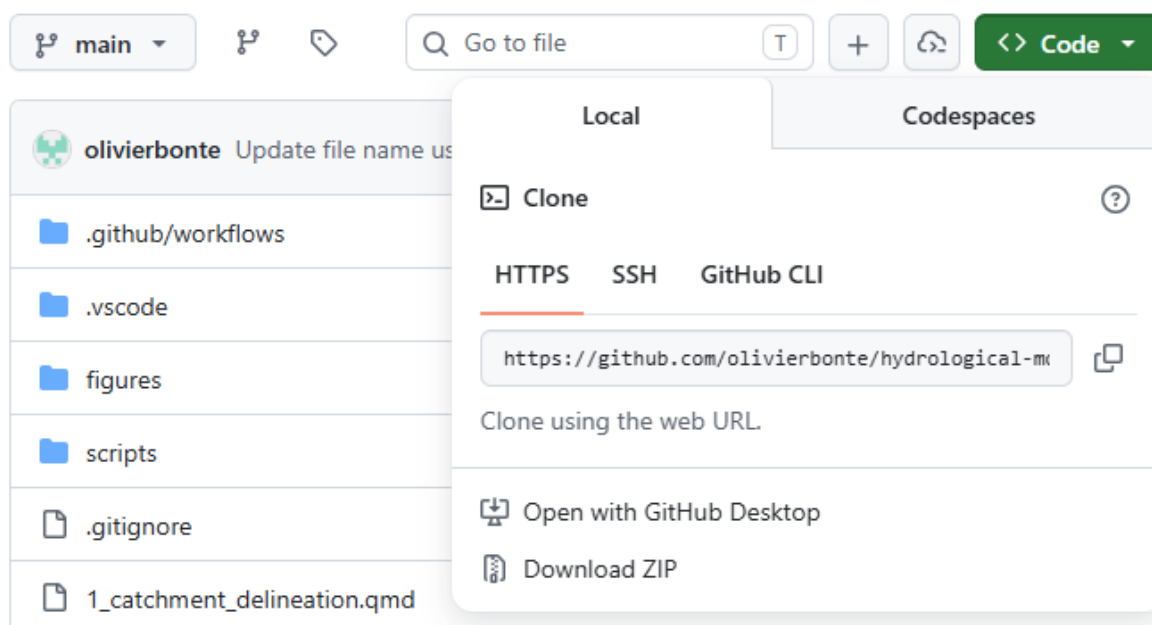 main
Go to file
T
+
<> Code
olivierbonte Update file name
Local
Codespaces
Clone
HTTPS SSH GitHub CLI
https://github.com/olivierbonte/hydrological-
Clone using the web URL.
Open with GitHub Desktop
Download ZIP
.github/workflows
.vscode
figures
scripts
.gitignore
1_catchment_delineation.qmd